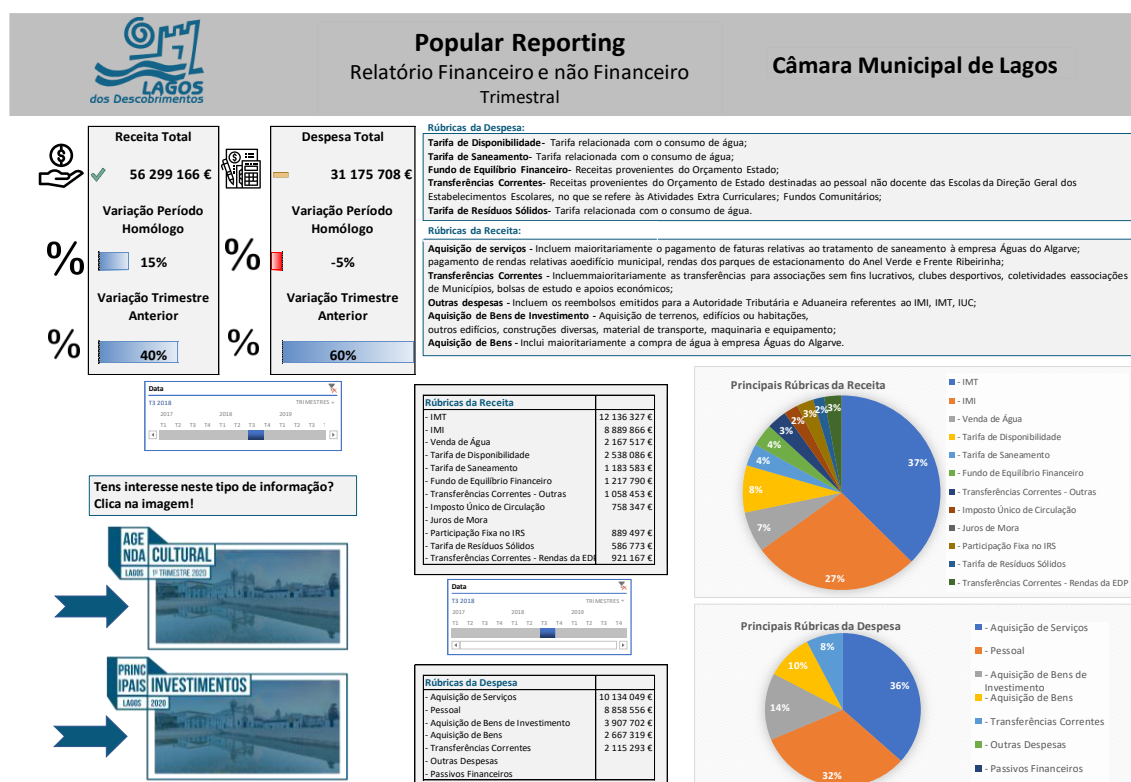 LAGOS
dos Descobrimentos
Popular Reporting
Relatório Financeiro e não Financeiro
Trimestral
Câmara Municipal de Lagos
Receita Total
56 299 166 €
Variação Período
Homólogo
%
15%
Variação Trimestre
Anterior
%
40%
Despesa Total
31 175 708 €
Variação Período
Homólogo
%
-5%
Variação Trimestre
Anterior
%
60%
Rúbricas da Despesa:
Tarifa de Disponibilidade- Tarifa relacionada com o consumo de água;
Tarifa de Saneamento- Tarifa relacionada com o consumo de água;
Fundo de Equilíbrio Financeiro- Receitas provenientes do Orçamento Estado;
Transferências Correntes- Receitas provenientes do Orçamento de Estado destinadas ao pessoal não docente das Escolas da Direção Geral dos
Estabelecimentos Escolares, no que se refere às Atividades Extra Curriculares; Fundos Comunitários;
Tarifa de Resíduos Sólidos- Tarifa relacionada com o consumo de água.
Rúbricas da Receita:
Aquisição de serviços - Incluem maioritariamente o pagamento de faturas relativas ao tratamento de saneamento à empresa Águas do Algarve;
pagamento de rendas relativas aoedifício municipal, rendas dos parques de estacionamento do Anel Verde e Frente Ribeirinha;
Transferências Correntes - Incluemmaioritariamente as transferências para associações sem fins lucrativos, clubes desportivos, coletividades eassociações
de Municípios, bolsas de estudo e apoios económicos;
Outras despesas - Incluem os reembolsos emitidos para a Autoridade Tributária e Aduaneira referentes ao IMI, IMT, IUC;
Aquisição de Bens de Investimento - Aquisição de terrenos, edifícios ou habitações,
outros edifícios, construções diversas, material de transporte, maquinaria e equipamento;
Aquisição de Bens - Inclui maioritariamente a compra de água à empresa Águas do Algarve.
Data
T3 2018 TRIMESTRES
2017 2018 2019
T1 T2 T3 T4 T1 T2 T3 T4 T1 T2 T3
Tens interesse neste tipo de informação?
Clica na imagem!
AGE
NDA CULTURAL
LAGOS 1º TRIMESTRE 2020
PRINC
IPAIS INVESTIMENTOS
LAGOS 2020
Rúbricas da Receita
- IMT 12 136 327 €
- IMI 8 889 866 €
- Venda de Água 2 167 517 €
- Tarifa de Disponibilidade 2 538 086 €
- Tarifa de Saneamento 1 183 583 €
- Fundo de Equilíbrio Financeiro 1 217 790 €
- Transferências Correntes - Outras 1 058 453 €
- Imposto Único de Circulação 758 347 €
- Juros de Mora
- Participação Fixa no IRS 889 497 €
- Tarifa de Resíduos Sólidos 586 773 €
- Transferências Correntes - Rendas da EDP 921 167 €
Data
T3 2018 TRIMESTRES
2017 2018 2019
T1 T2 T3 T4 T1 T2 T3 T4 T1 T2 T3 T4
Rúbricas da Despesa
- Aquisição de Serviços 10 134 049 €
- Pessoal 8 858 556 €
- Aquisição de Bens de Investimento 3 907 702 €
- Aquisição de Bens 2 667 319 €
- Transferências Correntes 2 115 293 €
- Outras Despesas
- Passivos Financeiros
Principais Rúbricas da Receita
37%
27%
7%
8%
4%
4%
3%
2%
3%
2%
3%
- IMT
- IMI
- Venda de Água
- Tarifa de Disponibilidade
- Tarifa de Saneamento
- Fundo de Equilíbrio Financeiro
- Transferências Correntes - Outras
- Imposto Único de Circulação
- Juros de Mora
- Participação Fixa no IRS
- Tarifa de Resíduos Sólidos
- Transferências Correntes - Rendas da EDP
Principais Rúbricas da Despesa
36%
32%
14%
10%
8%
- Aquisição de Serviços
- Pessoal
- Aquisição de Bens de
Investimento
- Aquisição de Bens
- Transferências Correntes
- Outras Despesas
- Passivos Financeiros